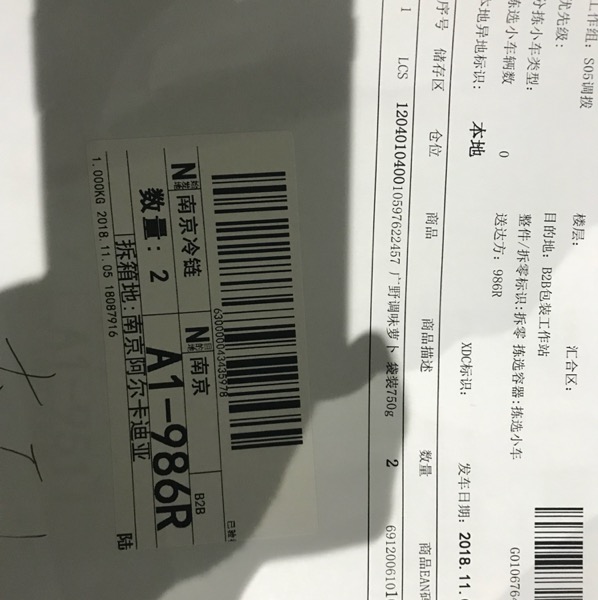 工作组: S05调拨
楼层:
汇合区:
优先级:
目的地: B2B包装工作站
分拣小车类型:
整件/拆零标识:拆零 拣选容器:拣选小车
拣选小车辆数 0
送达方: 986R
本地异地标识: 本地
XDC标识:
发车日期: 2018.11.
序号 储存区 仓位 商品 商品描述 数量 商品EAN码
1 LCS 1204010400 10597622457 广野调味萝卜 袋装750g 2 6912006101
630000043435978
南京冷链 南京 B2B
数量: 2 A1-986R
拆箱地:南京阿尔卡迪亚 陆
1.000KG 2018.11.05 18087916